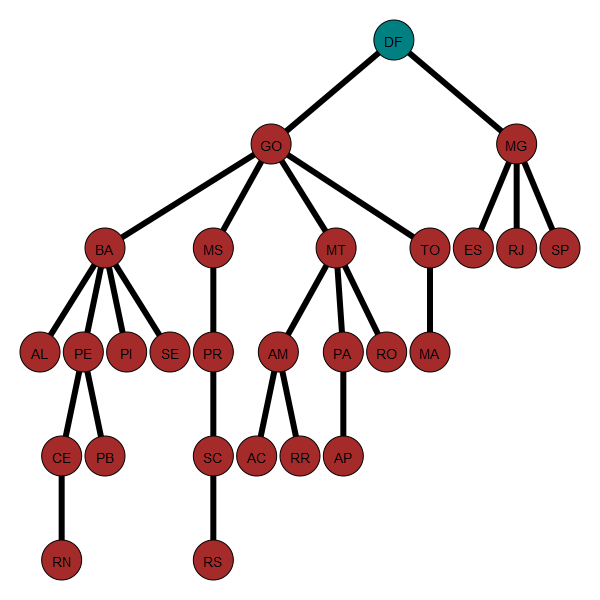 DF
GO MG
BA MS MT TO ES RJ SP
AL PE PI SE PR AM PA RO MA
CE PB SC AC RR AP
RN RS